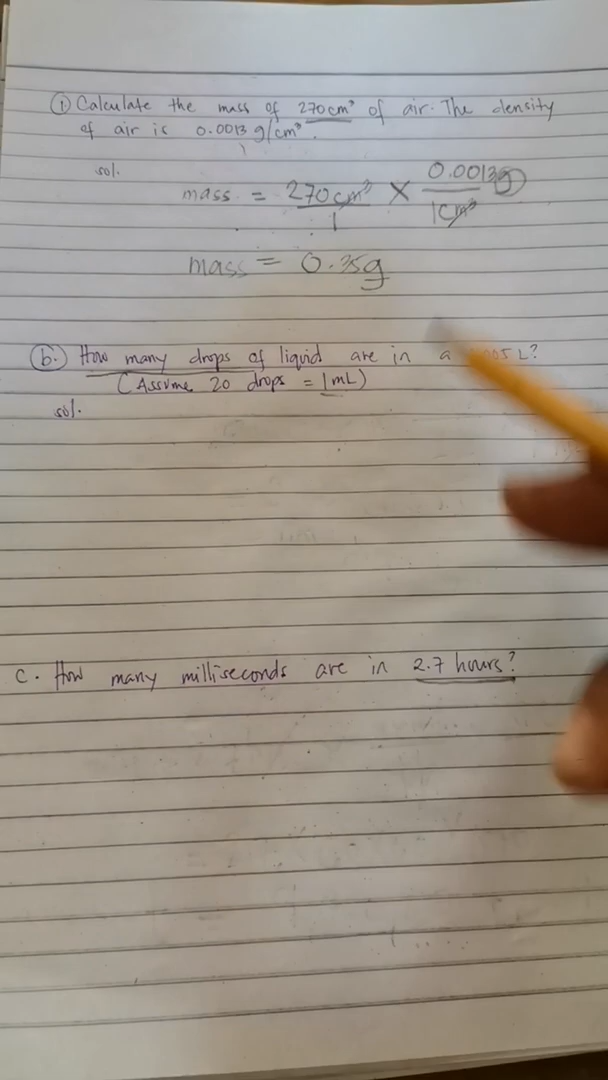 ① Calculate the mass of 270cm³ of air. The density
of air is 0.0013 g/cm³.
sol.
mass = 270cm³/1 × 0.0013g/1cm³
mass = 0.35g
b. How many drops of liquid are in a L?
(Assume 20 drops = 1mL)
sol.
C. How many milliseconds are in 2.7 hours?